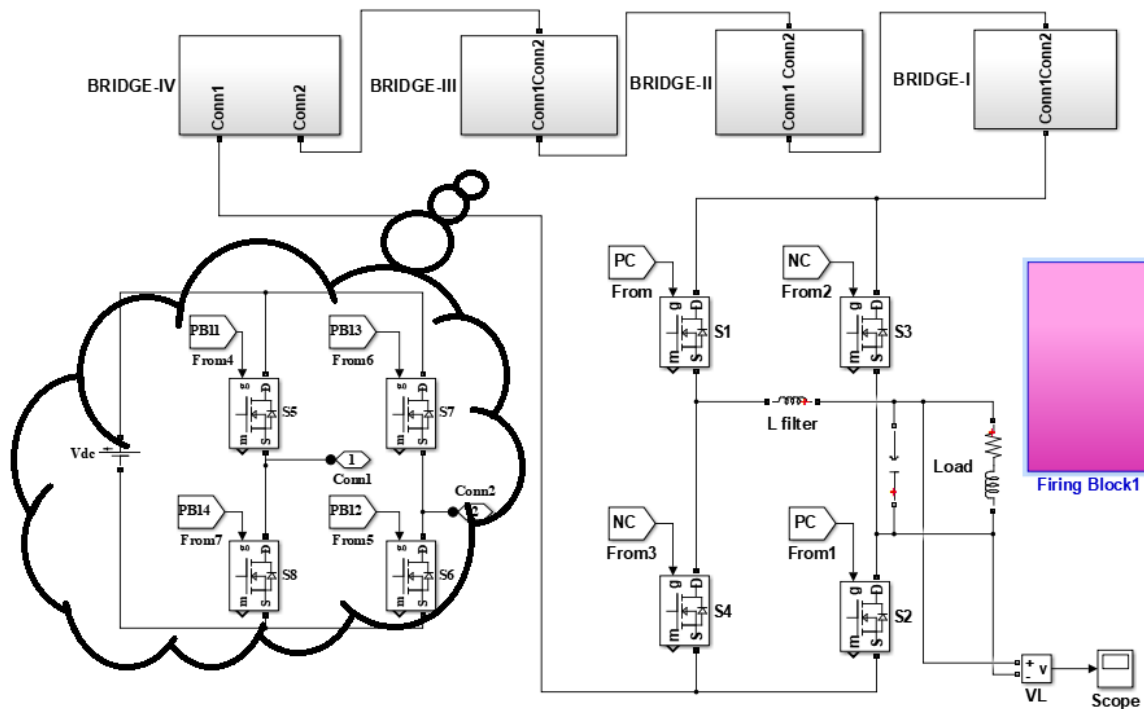 BRIDGE-IV
Conn1
Conn2
BRIDGE-III
Conn1Conn2
BRIDGE-II
Conn1 Conn2
BRIDGE-I
Conn1Conn2
PC
From
g
D
m
S
S1
NC
From2
g
D
m
S
S3
PB11
From4
g
D
m
S
S5
PB13
From6
g
D
m
S
S7
Vdc
1
Conn1
Conn2
2
PB14
From7
g
D
m
S
S8
PB12
From5
g
D
m
S
S6
L filter
Load
Firing Block1
NC
From3
g
D
m
S
S4
PC
From1
g
D
m
S
S2
+
-
v
VL
Scope